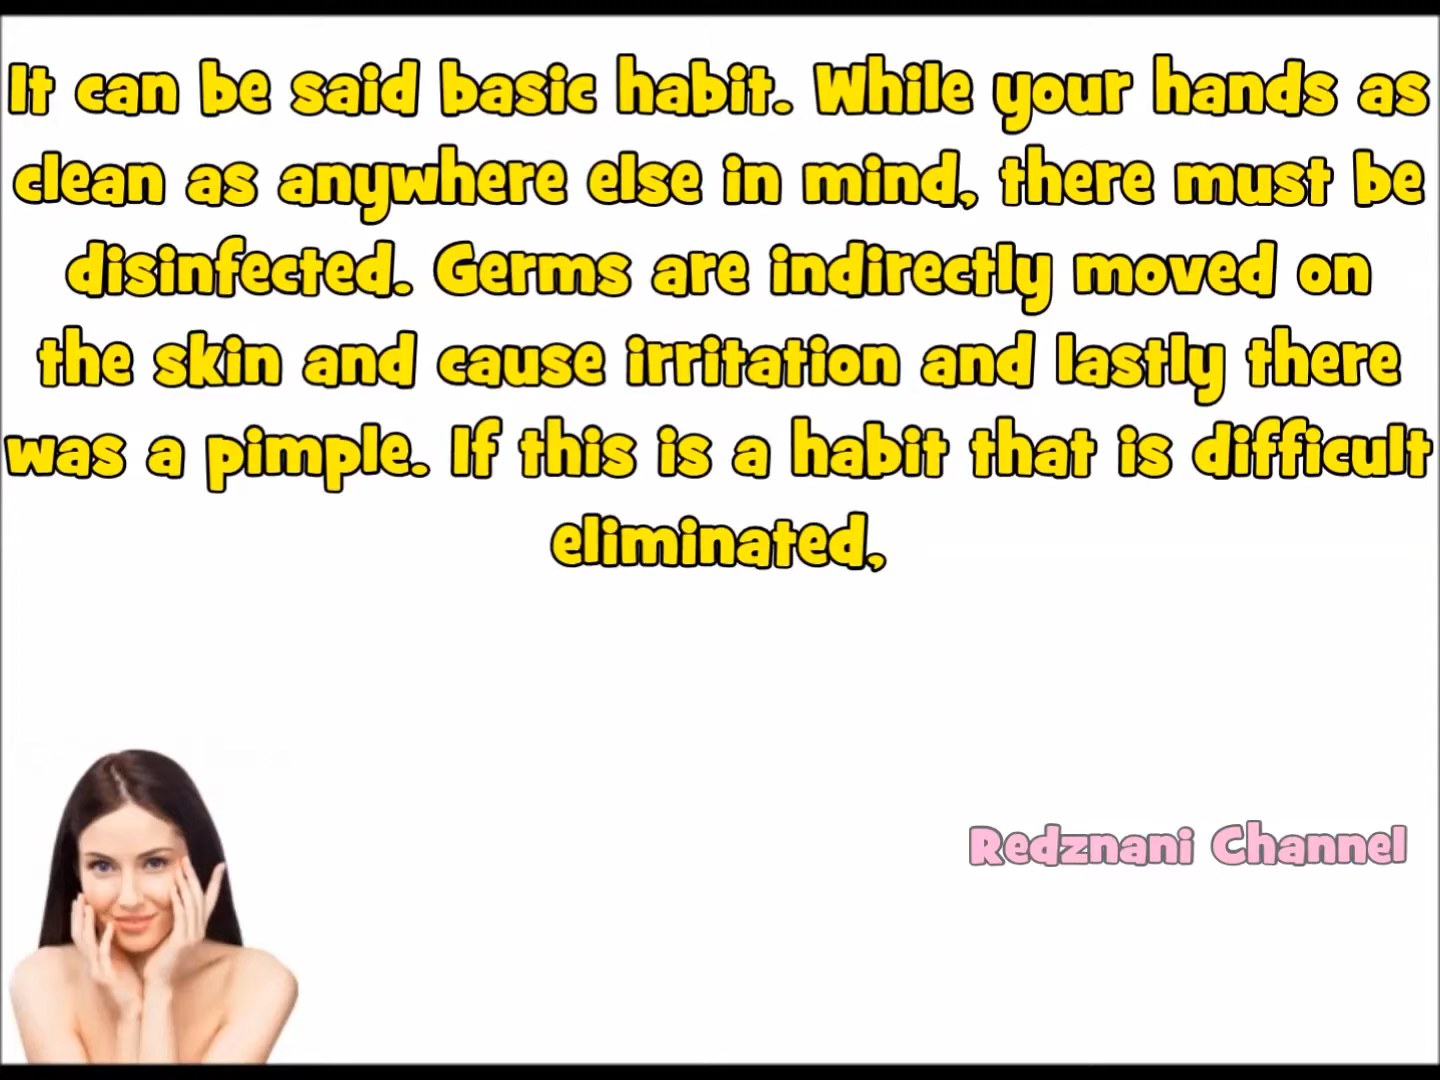 It can be said basic habit. While your hands as
clean as anywhere else in mind, there must be
disinfected. Germs are indirectly moved on
the skin and cause irritation and lastly there
was a pimple. If this is a habit that is difficult
eliminated,
Redznani Channel